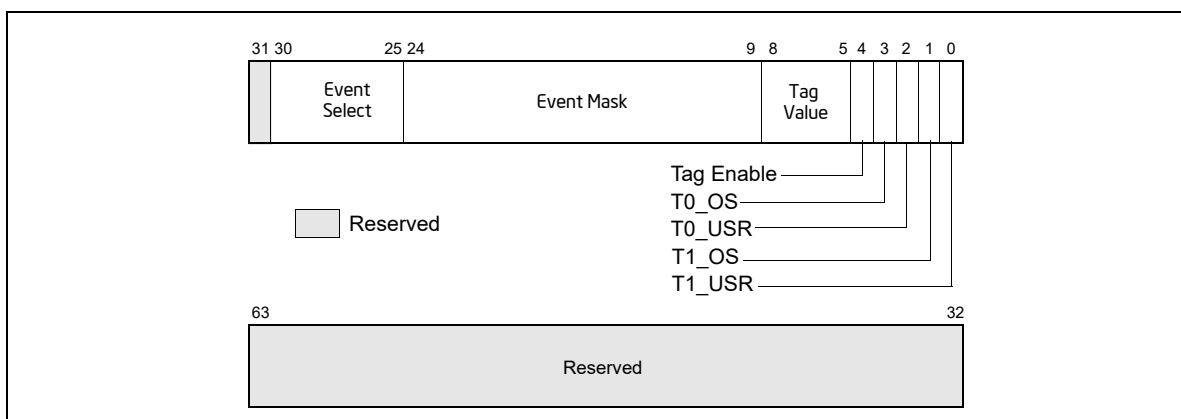 31 30 25 24 9 8 5 4 3 2 1 0
Event Select
Event Mask
Tag Value
Tag Enable
T0_OS
T0_USR
T1_OS
T1_USR
Reserved
63 32
Reserved